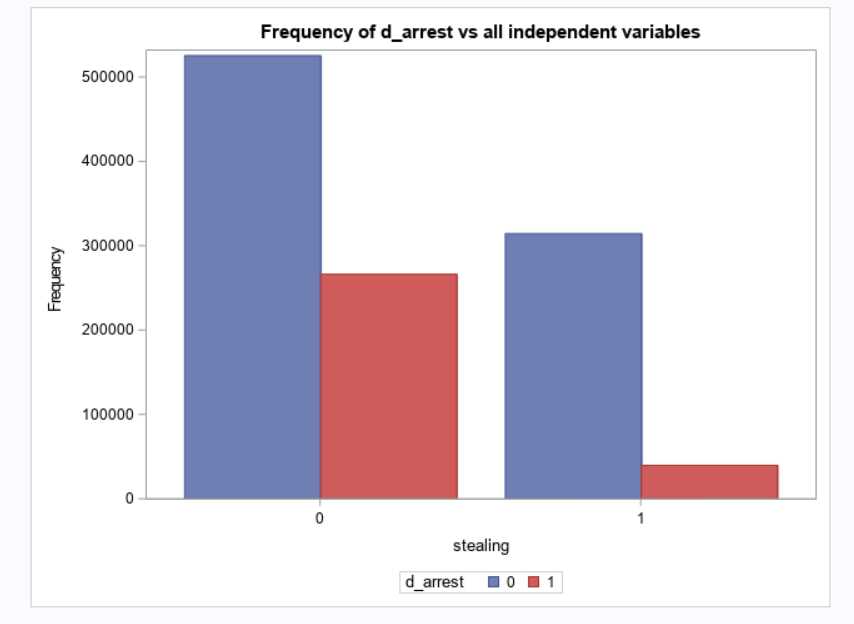 Frequency of d_arrest vs all independent variables
500000
400000
300000
200000
100000
0
Frequency
0 1
stealing
d_arrest 0 1